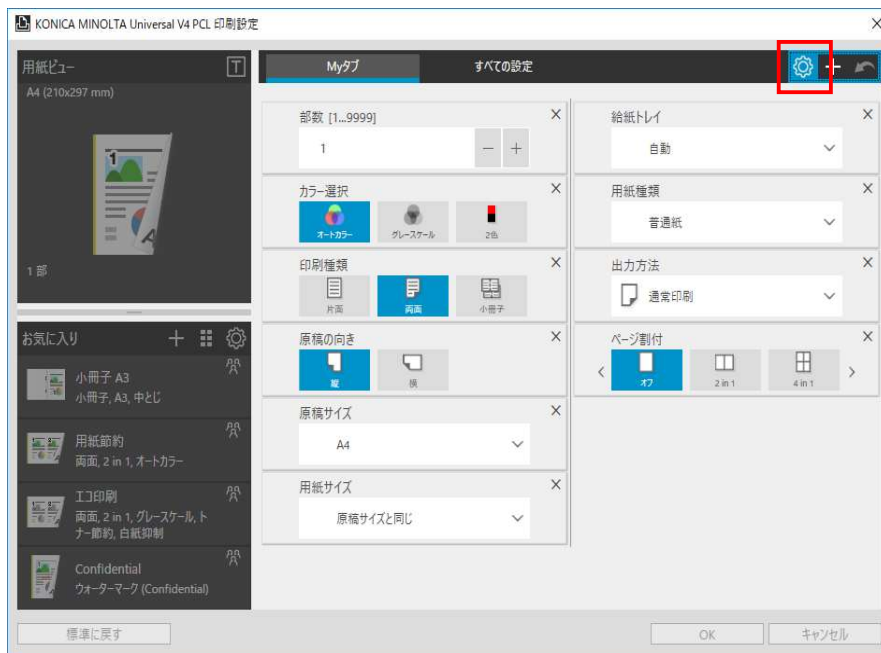 KONICA MINOLTA Universal V4 PCL 印刷設定
用紙ビュー
T
A4 (210x297 mm)
1
1 部
お気に入り
小冊子 A3
小冊子, A3, 中とじ
用紙節約
両面, 2 in 1, オートカラー
エコ印刷
両面, 2 in 1, グレースケール, ト
ナー節約, 白紙抑制
Confidential
ウォーターマーク (Confidential)
Myタブ
すべての設定
部数 [1...9999]
1
カラー選択
オートカラー
グレースケール
2色
印刷種類
片面
両面
小冊子
原稿の向き
縦
横
原稿サイズ
A4
用紙サイズ
原稿サイズと同じ
給紙トレイ
自動
用紙種類
普通紙
出力方法
通常印刷
ページ割付
オフ
2 in 1
4 in 1
標準に戻す
OK
キャンセル